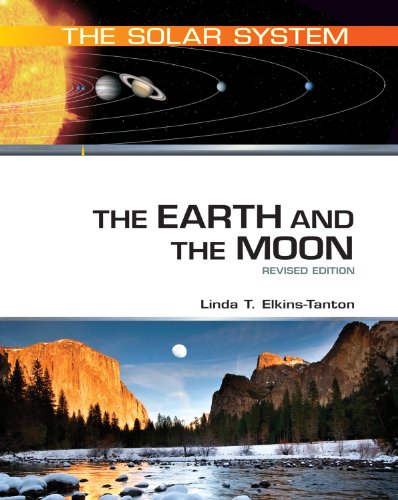 THE SOLAR SYSTEM
THE EARTH AND
THE MOON
REVISED EDITION
Linda T. Elkins-Tanton